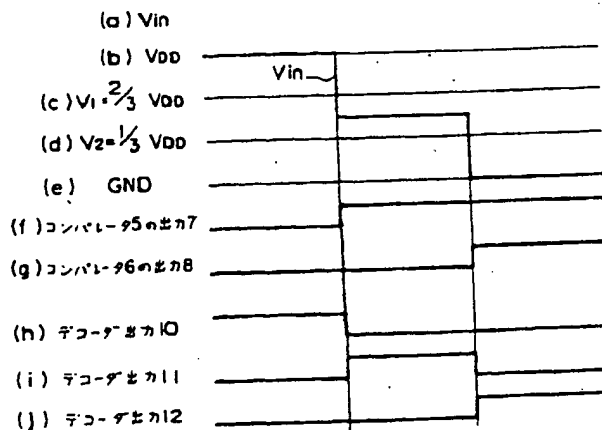 (a) Vin
(b) VDD
Vin
(c) V1=2/3 VDD
(d) V2=1/3 VDD
(e) GND
(f) コンパレータ5の出力7
(g) コンパレータ6の出力8
(h) デコーダ出力10
(i) デコーダ出力11
(j) デコーダ出力12